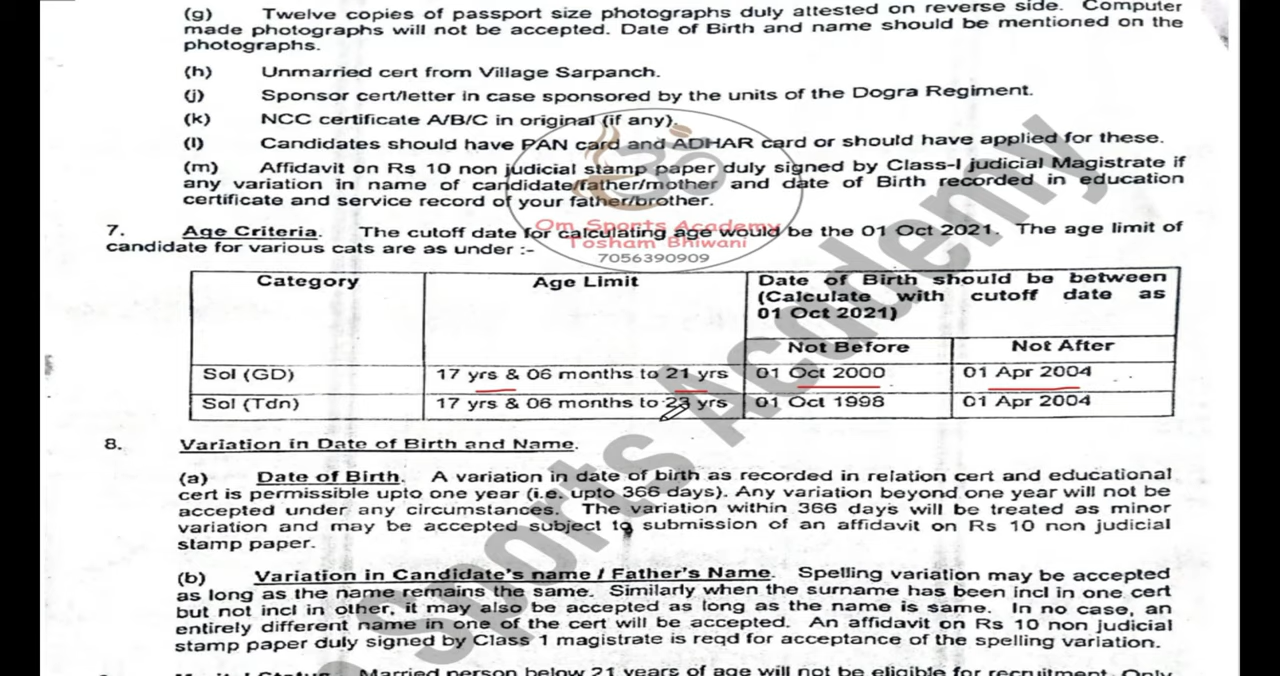 (g) Twelve copies of passport size photographs duly attested on reverse side. Computer
made photographs will not be accepted. Date of Birth and name should be mentioned on the
photographs.
(h) Unmarried cert from Village Sarpanch.
(j) Sponsor cert/letter in case sponsored by the units of the Dogra Regiment.
(k) NCC certificate A/B/C in original (if any).
(l) Candidates should have PAN card and ADHAR card or should have applied for these.
(m) Affidavit on Rs 10 non judicial stamp paper duly signed by Class-I judicial Magistrate if
any variation in name of candidate/father/mother and date of Birth recorded in education
certificate and service record of your father/brother.
Om Sports Academy
Tosham Bhiwani
7056390909
7. Age Criteria. The cutoff date for calculating age would be the 01 Oct 2021. The age limit of
candidate for various cats are as under :-
Category Age Limit Date of Birth should be between
(Calculate with cutoff date as
01 Oct 2021)
Not Before Not After
Sol (GD) 17 yrs & 06 months to 21 yrs 01 Oct 2000 01 Apr 2004
Sol (Tdn) 17 yrs & 06 months to 23 yrs 01 Oct 1998 01 Apr 2004
8. Variation in Date of Birth and Name.
(a) Date of Birth. A variation in date of birth as recorded in relation cert and educational
cert is permissible upto one year (i.e. upto 366 days). Any variation beyond one year will not be
accepted under any circumstances. The variation within 366 days will be treated as minor
variation and may be accepted subject to submission of an affidavit on Rs 10 non judicial
stamp paper.
(b) Variation in Candidate's name / Father's Name. Spelling variation may be accepted
as long as the name remains the same. Similarly when the surname has been incl in one cert
but not incl in other, it may also be accepted as long as the name is same. In no case, an
entirely different name in one of the cert will be accepted. An affidavit on Rs 10 non judicial
stamp paper duly signed by Class 1 magistrate is reqd for acceptance of the spelling variation.
Marital Status. Married person below 21 years of age will not be eligible for recruitment. Only
Sports Academy